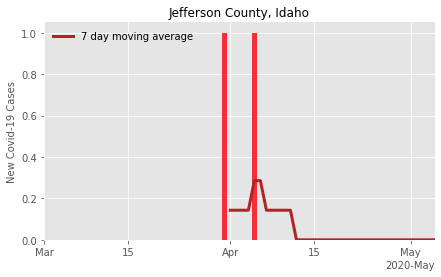 Jefferson County, Idaho
7 day moving average
New Covid-19 Cases
1.0
0.8
0.6
0.4
0.2
0.0
Mar 15 Apr 15 May
2020-May